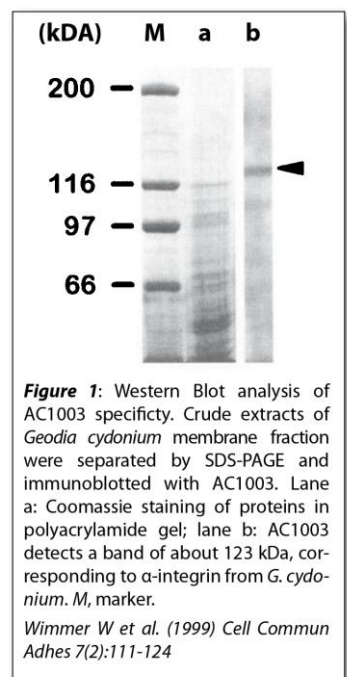 (kDA) M a b
200
116
97
66
Figure 1: Western Blot analysis of
AC1003 specificty. Crude extracts of
Geodia cydonium membrane fraction
were separated by SDS-PAGE and
immunoblotted with AC1003. Lane
a: Coomassie staining of proteins in
polyacrylamide gel; lane b: AC1003
detects a band of about 123 kDa, cor-
responding to α-integrin from G. cydo-
nium. M, marker.
Wimmer W et al. (1999) Cell Commun
Adhes 7(2):111-124